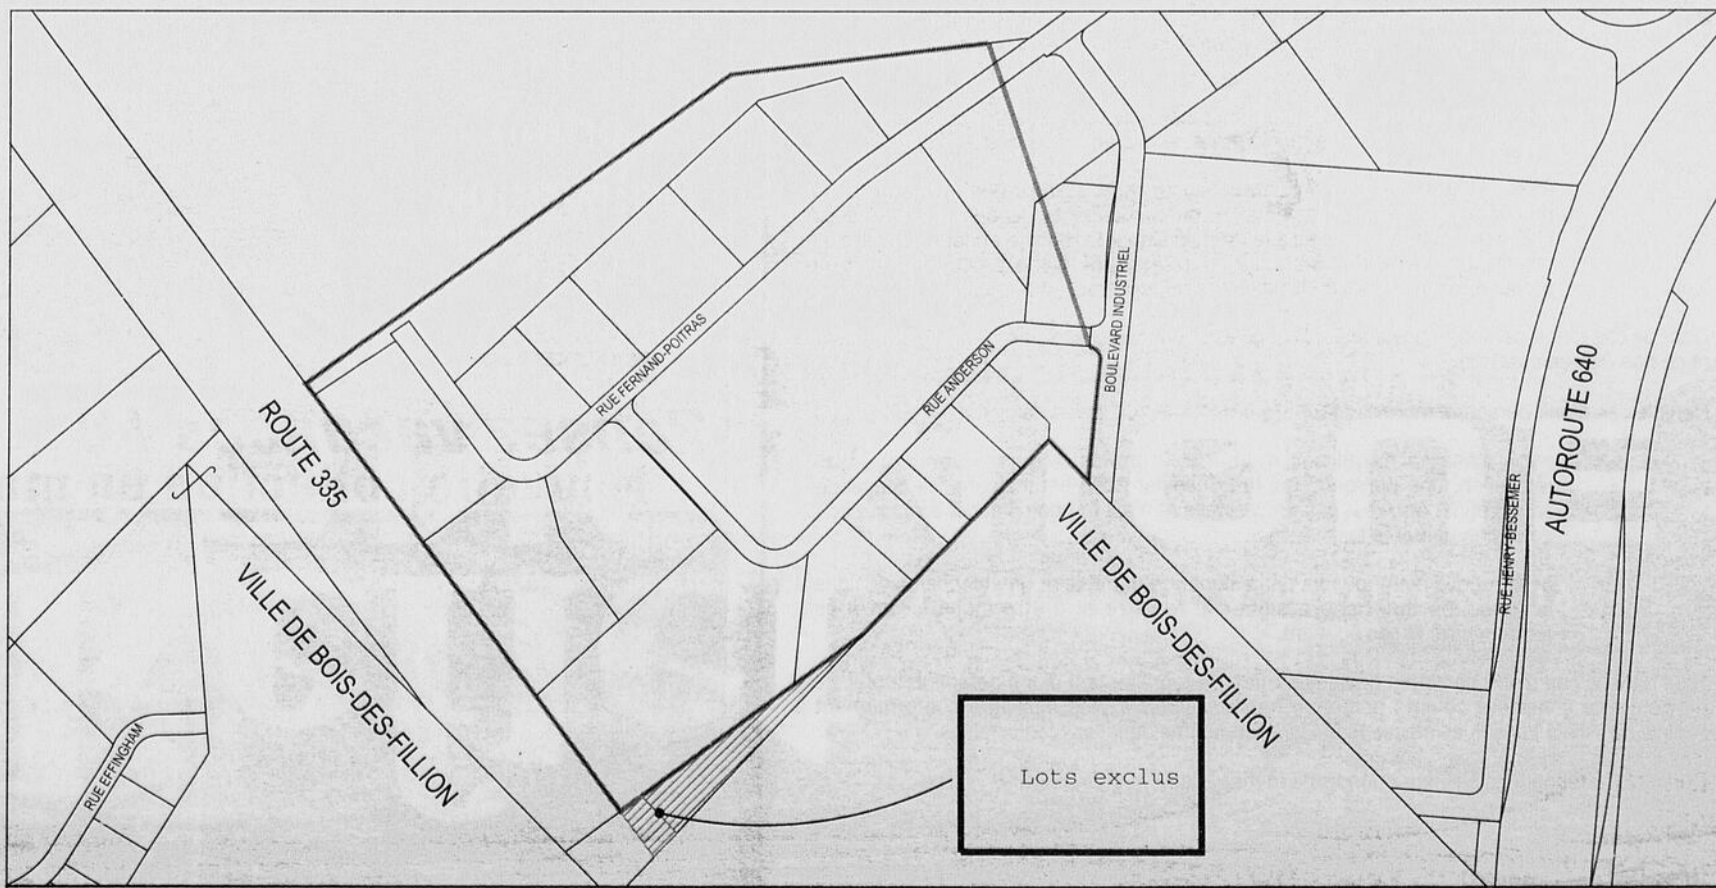 RUE FERNAND-POITRAS
BOULEVARD INDUSTRIEL
RUE ANDERSON
ROUTE 335
AUTOROUTE 640
RUE HENRY-BESSEMER
VILLE DE BOIS-DES-FILLION
VILLE DE BOIS-DES-FILLION
RUE EFFINGHAM
Lots exclus